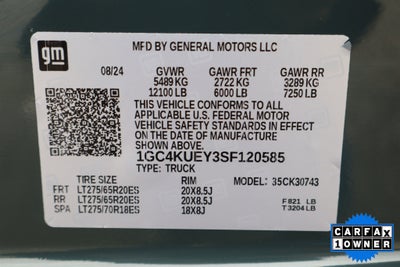 MFD BY GENERAL MOTORS LLC
gm
08/24 GVWR GAWR FRT GAWR RR
5489 KG 2722 KG 3289 KG
12100 LB 6000 LB 7250 LB
THIS VEHICLE CONFORMS TO ALL
APPLICABLE U.S. FEDERAL MOTOR
VEHICLE SAFETY STANDARDS IN EFFECT
ON THE DATE OF MANUFACTURE
SHOWN ABOVE.
1GC4KUEY3SF120585
TYPE: TRUCK
TIRE SIZE RIM MODEL: 35CK30743
FRT LT275/65R20ES 20X8.5J
RR LT275/65R20ES 20X8.5J F 821 LB
SPA LT275/70R18ES 18X8J T 3204 LB
CARFAX
1 OWNER